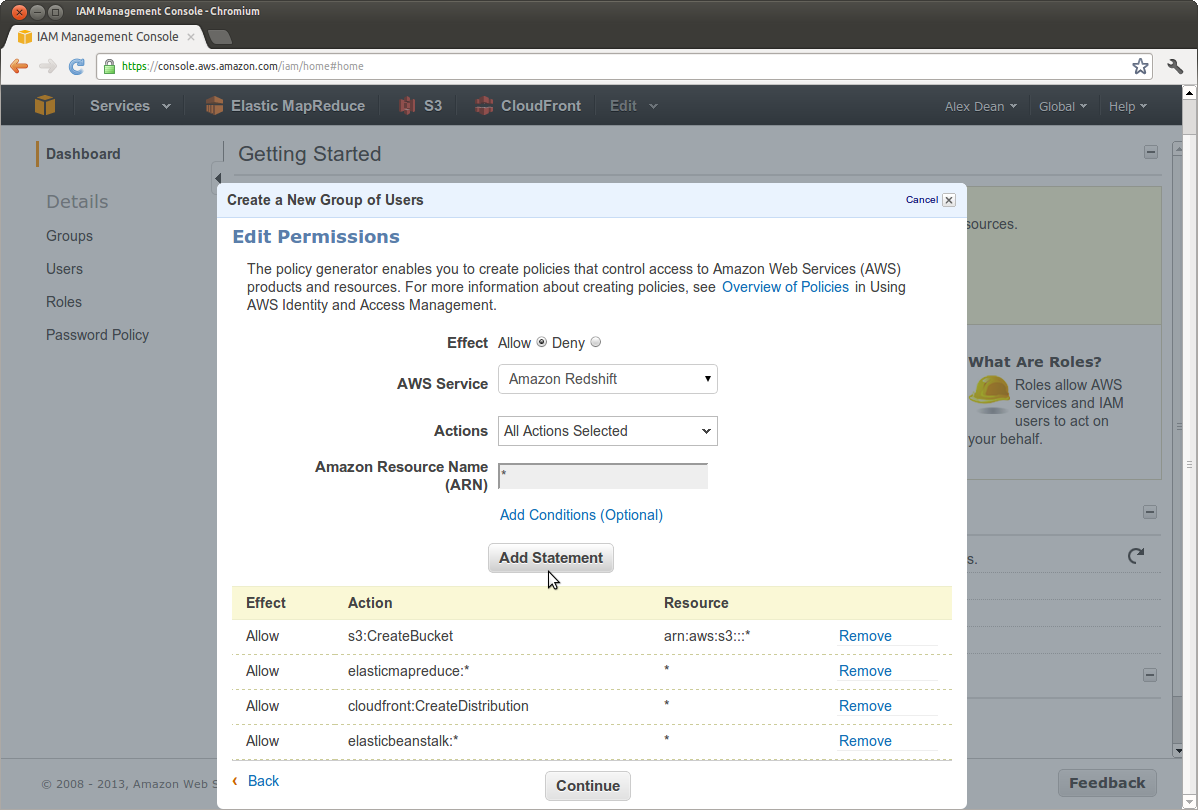 IAM Management Console - Chromium
IAM Management Console
https://console.aws.amazon.com/iam/home#home
Services Elastic MapReduce S3 CloudFront Edit Alex Dean Global Help
Dashboard
Getting Started
Details
Groups
Users
Roles
Password Policy
sources.
What Are Roles?
Roles allow AWS
services and IAM
users to act on
your behalf.
s.
Create a New Group of Users Cancel
Edit Permissions
The policy generator enables you to create policies that control access to Amazon Web Services (AWS)
products and resources. For more information about creating policies, see Overview of Policies in Using
AWS Identity and Access Management.
Effect Allow Deny
AWS Service Amazon Redshift
Actions All Actions Selected
Amazon Resource Name
(ARN) *
Add Conditions (Optional)
Add Statement
Effect Action Resource
Allow s3:CreateBucket arn:aws:s3:::* Remove
Allow elasticmapreduce:* * Remove
Allow cloudfront:CreateDistribution * Remove
Allow elasticbeanstalk:* * Remove
‹ Back
Continue
© 2008 - 2013, Amazon Web S
Feedback